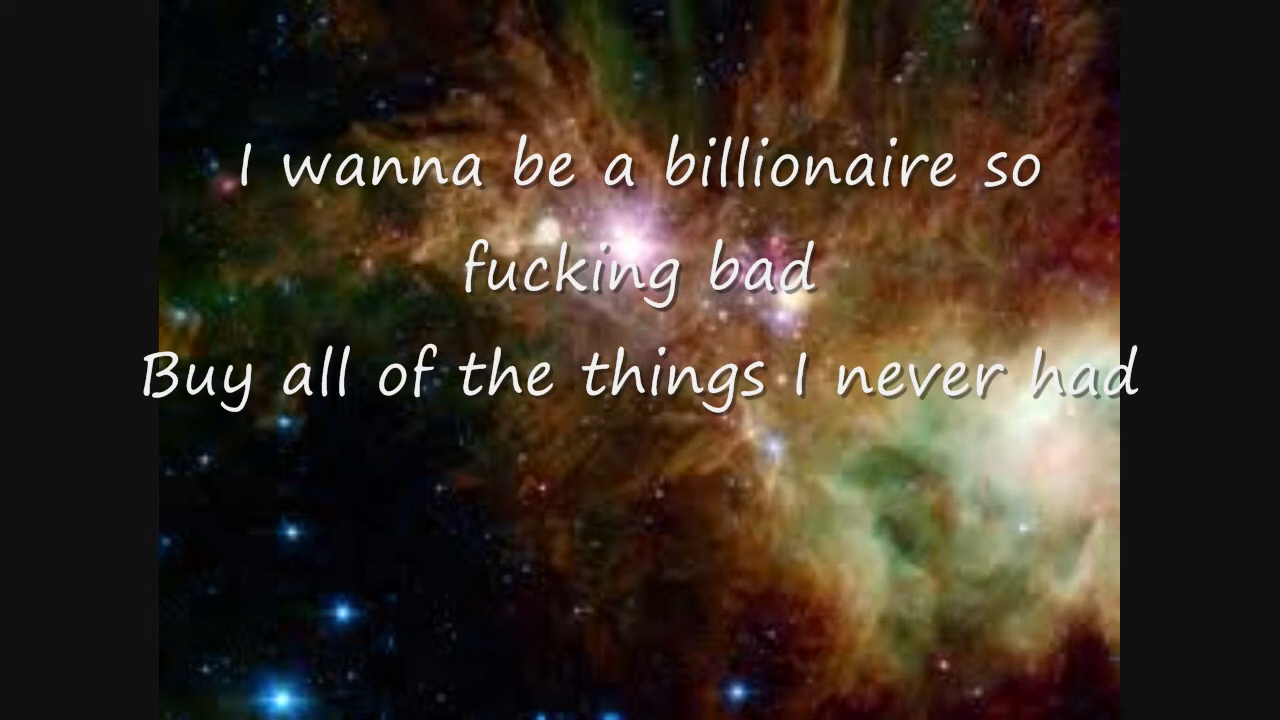 I wanna be a billionaire so
fucking bad
Buy all of the things I never had